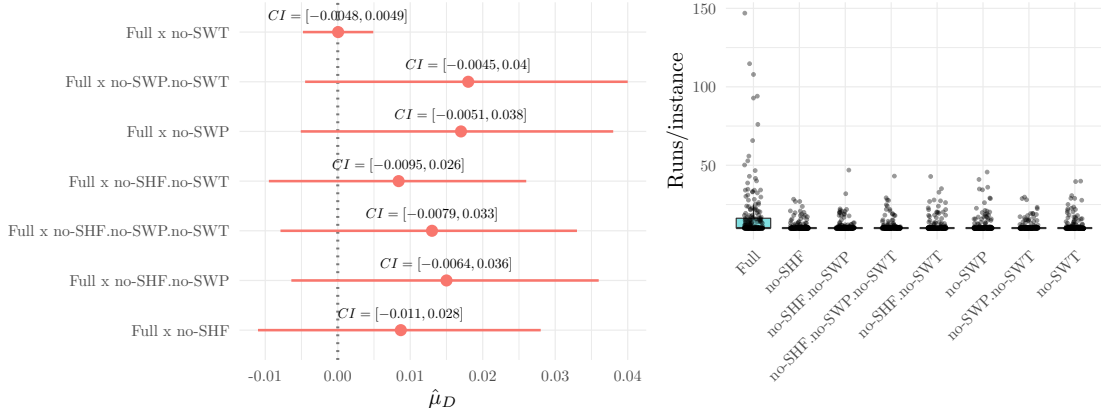 CI = [−0.0048, 0.0049]
Full x no-SWT
CI = [−0.0045, 0.04]
Full x no-SWP.no-SWT
CI = [−0.0051, 0.038]
Full x no-SWP
CI = [−0.0095, 0.026]
Full x no-SHF.no-SWT
CI = [−0.0079, 0.033]
Full x no-SHF.no-SWP.no-SWT
CI = [−0.0064, 0.036]
Full x no-SHF.no-SWP
CI = [−0.011, 0.028]
Full x no-SHF
-0.01 0.00 0.01 0.02 0.03 0.04
μ̂_D
Runs/instance
150
100
50
Full
no-SHF
no-SHF.no-SWP
no-SHF.no-SWP.no-SWT
no-SHF.no-SWT
no-SWP
no-SWP.no-SWT
no-SWT